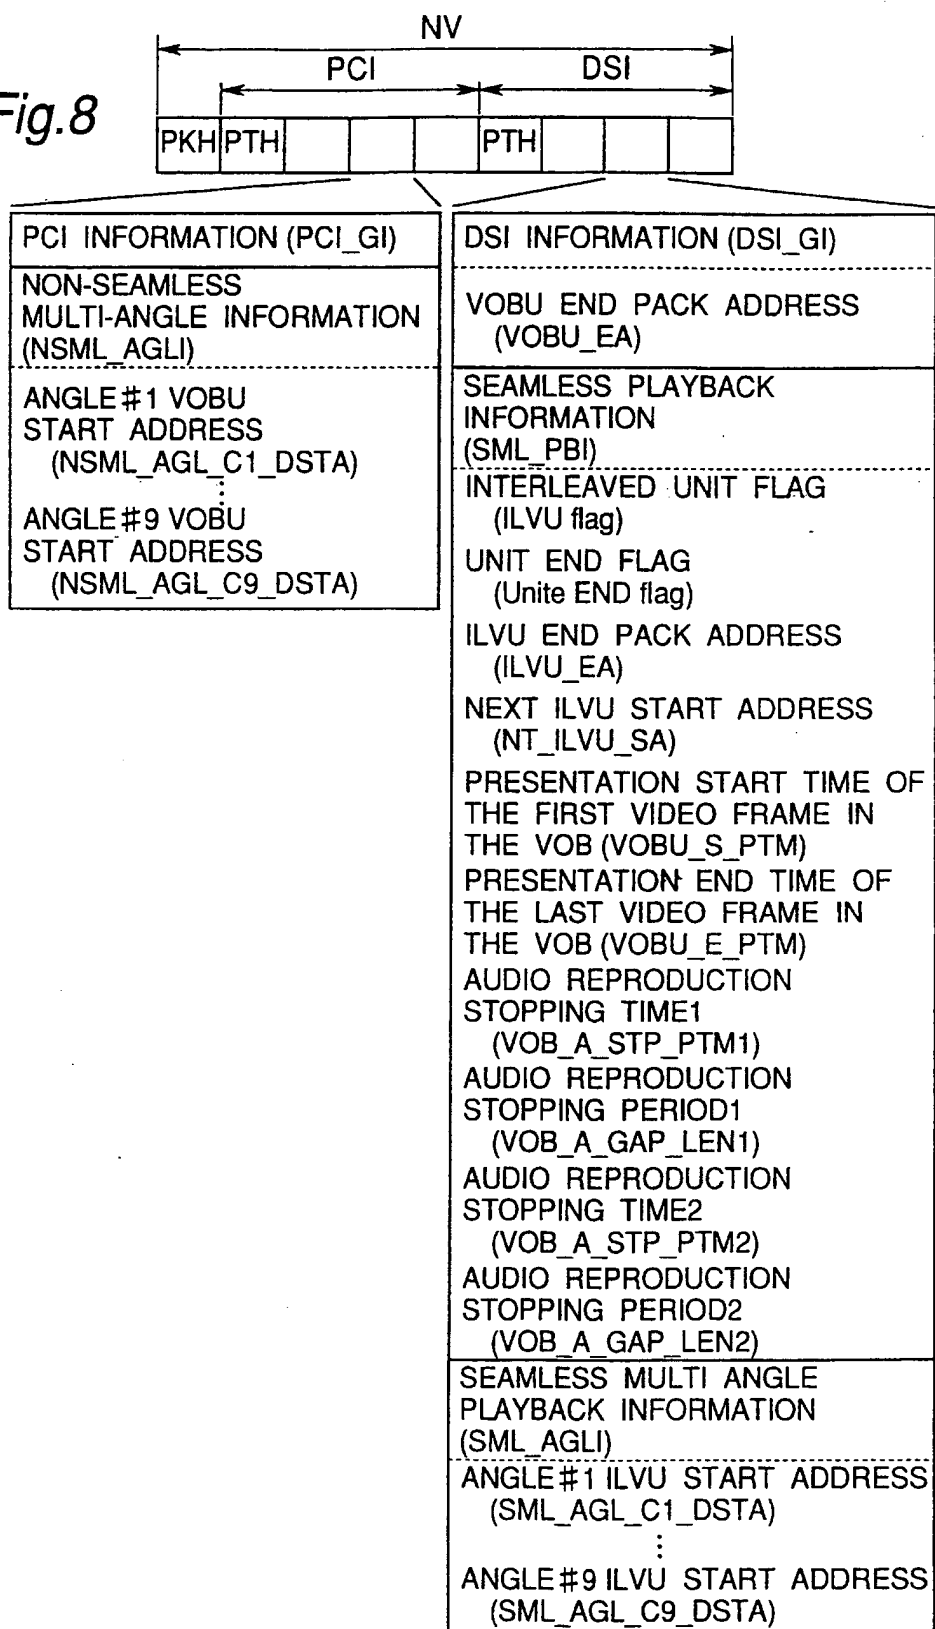 NV
PCI DSI
Fig.8
PKH PTH PTH
PCI INFORMATION (PCI_GI)
NON-SEAMLESS
MULTI-ANGLE INFORMATION
(NSML_AGLI)
ANGLE#1 VOBU
START ADDRESS
(NSML_AGL_C1_DSTA)
⋮
ANGLE#9 VOBU
START ADDRESS
(NSML_AGL_C9_DSTA)
DSI INFORMATION (DSI_GI)
VOBU END PACK ADDRESS
(VOBU_EA)
SEAMLESS PLAYBACK
INFORMATION
(SML_PBI)
INTERLEAVED UNIT FLAG
(ILVU flag)
UNIT END FLAG
(Unite END flag)
ILVU END PACK ADDRESS
(ILVU_EA)
NEXT ILVU START ADDRESS
(NT_ILVU_SA)
PRESENTATION START TIME OF
THE FIRST VIDEO FRAME IN
THE VOB (VOBU_S_PTM)
PRESENTATION END TIME OF
THE LAST VIDEO FRAME IN
THE VOB (VOBU_E_PTM)
AUDIO REPRODUCTION
STOPPING TIME1
(VOB_A_STP_PTM1)
AUDIO REPRODUCTION
STOPPING PERIOD1
(VOB_A_GAP_LEN1)
AUDIO REPRODUCTION
STOPPING TIME2
(VOB_A_STP_PTM2)
AUDIO REPRODUCTION
STOPPING PERIOD2
(VOB_A_GAP_LEN2)
SEAMLESS MULTI ANGLE
PLAYBACK INFORMATION
(SML_AGLI)
ANGLE#1 ILVU START ADDRESS
(SML_AGL_C1_DSTA)
⋮
ANGLE#9 ILVU START ADDRESS
(SML_AGL_C9_DSTA)